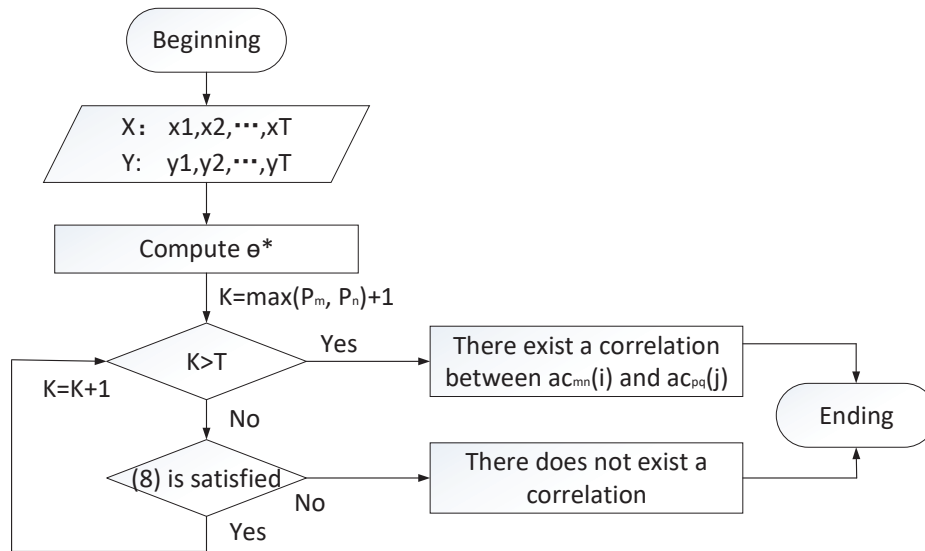 Beginning
X： x1,x2,⋯,xT
Y: y1,y2,⋯,yT
Compute ɵ*
K=max(Pm, Pn)+1
K>T
Yes
There exist a correlation
between acmn(i) and acpq(j)
K=K+1
No
Ending
(8) is satisfied
No
There does not exist a
correlation
Yes